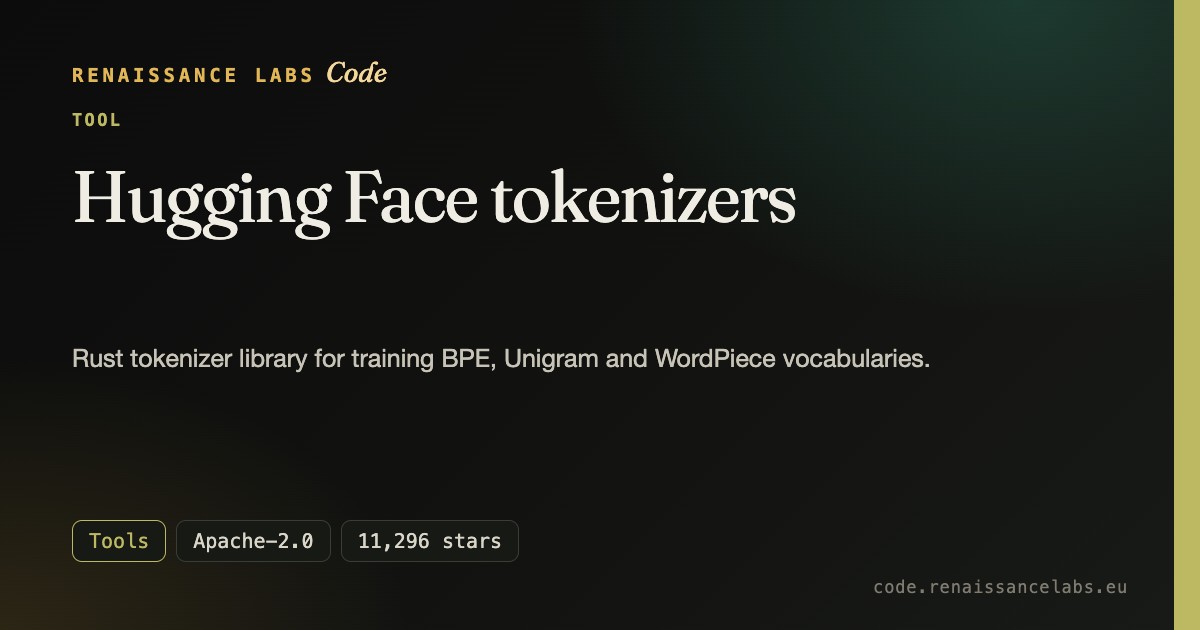 RENAISSANCE LABS Code
TOOL
Hugging Face tokenizers
Rust tokenizer library for training BPE, Unigram and WordPiece vocabularies.
Tools Apache-2.0 11,296 stars
code.renaissancelabs.eu